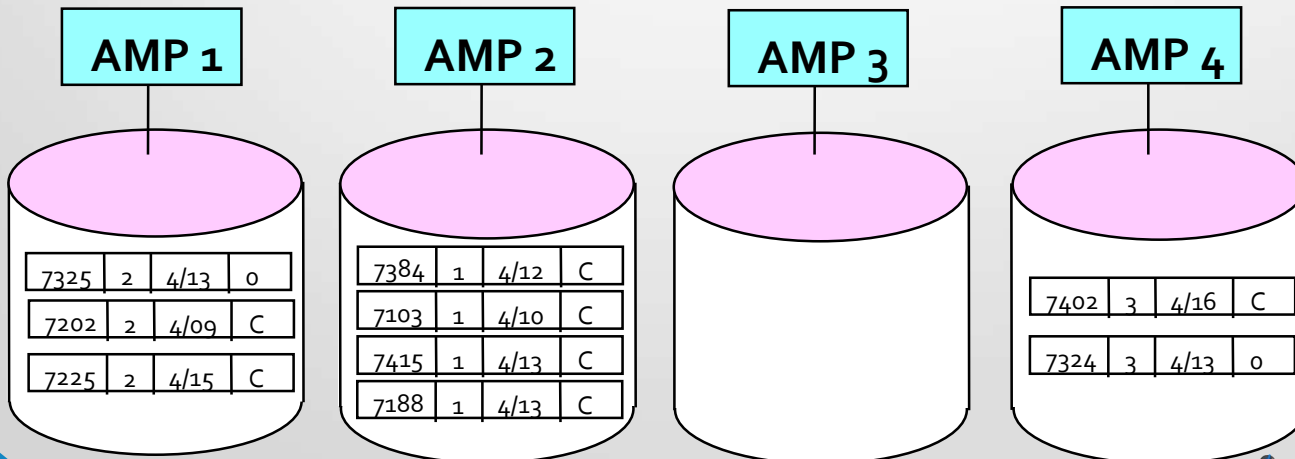 AMP 1
AMP 2
AMP 3
AMP 4
7325 2 4/13 0
7202 2 4/09 C
7225 2 4/15 C
7384 1 4/12 C
7103 1 4/10 C
7415 1 4/13 C
7188 1 4/13 C
7402 3 4/16 C
7324 3 4/13 0